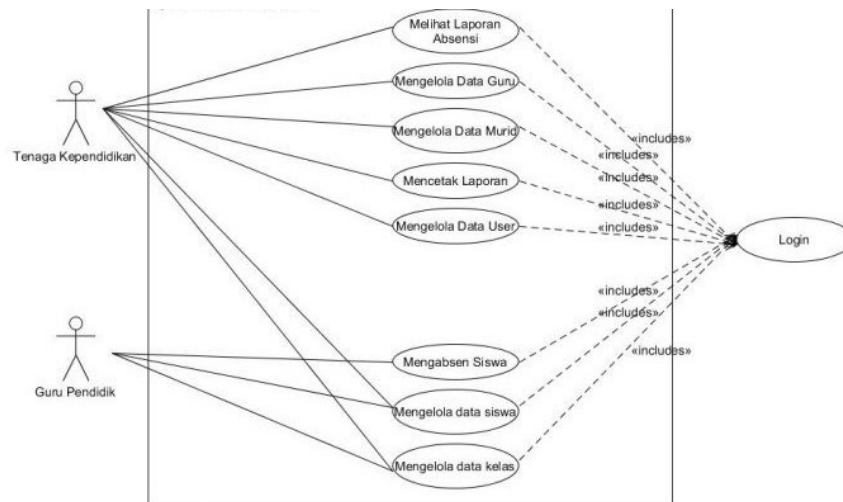 Melihat Laporan
Absensi
Mengelola Data Guru
Mengelola Data Murid
«includes»
«includes»
Tenaga Kependidikan
Mencetak Laporan
«includes»
«includes»
Mengelola Data User
«includes»
Login
«includes»
«includes»
Mengabsen Siswa
«includes»
Guru Pendidik
Mengelola data siswa
Mengelola data kelas